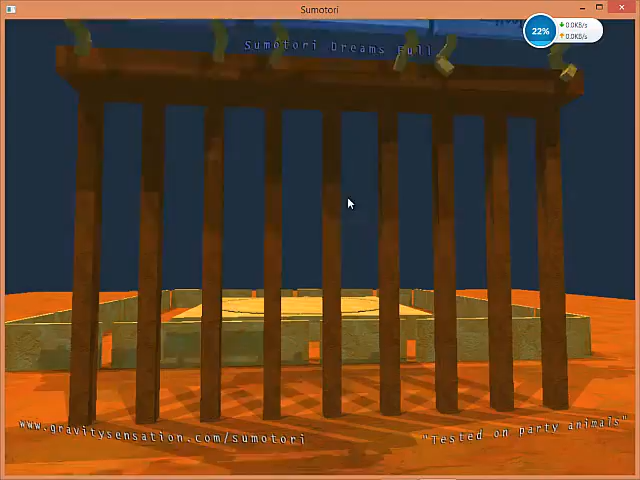 Sumotori
22%
0.0KB/s
0.0KB/s
Sumotori Dreams Full
www.gravitysensation.com/sumotori
"Tested on party animals"